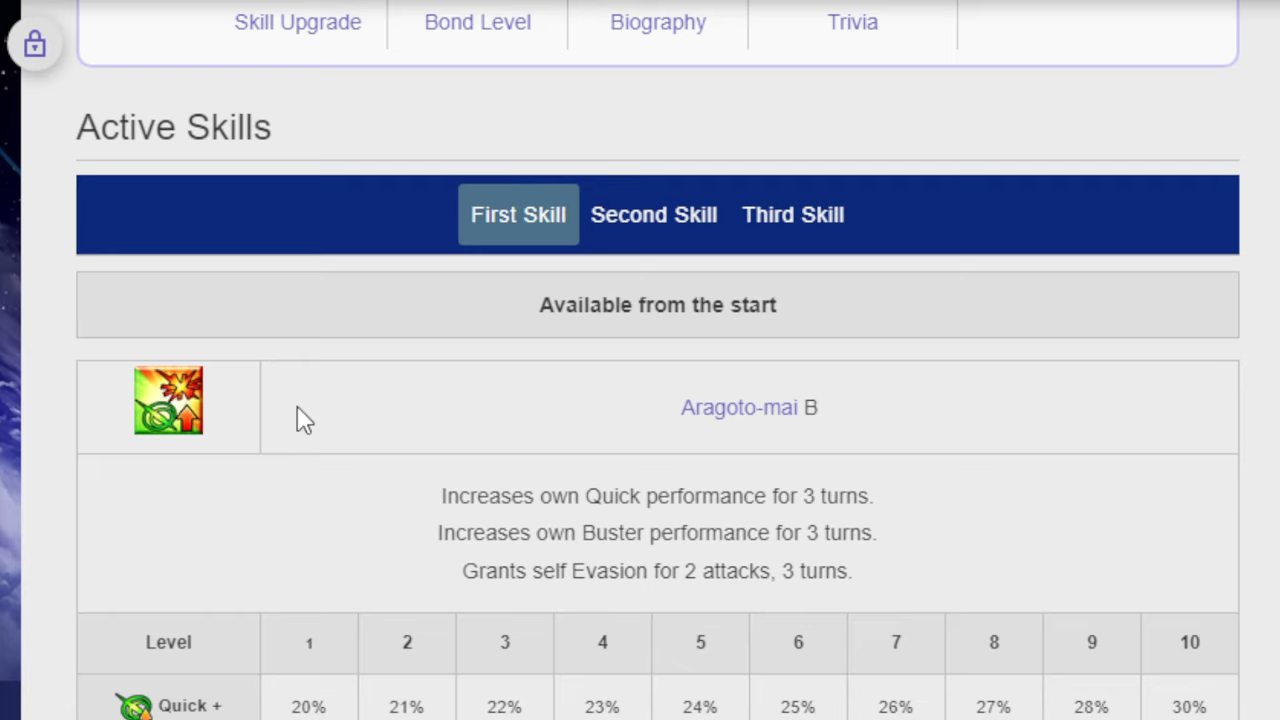 Skill Upgrade Bond Level Biography Trivia
Active Skills
First Skill Second Skill Third Skill
Available from the start
Aragoto-mai B
Increases own Quick performance for 3 turns.
Increases own Buster performance for 3 turns.
Grants self Evasion for 2 attacks, 3 turns.
Level 1 2 3 4 5 6 7 8 9 10
Quick + 20% 21% 22% 23% 24% 25% 26% 27% 28% 30%